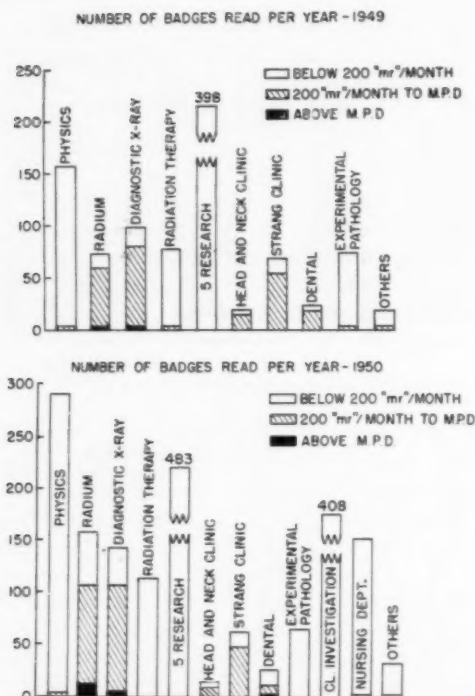 NUMBER OF BADGES READ PER YEAR - 1949
250
200
150
100
50
0
BELOW 200 "mr"/MONTH
200 "mr"/MONTH TO M.P.D.
ABOVE M.P.D
PHYSICS
RADIUM
DIAGNOSTIC X-RAY
RADIATION THERAPY
398
5 RESEARCH
HEAD AND NECK CLINIC
STRANG CLINIC
DENTAL
EXPERIMENTAL
PATHOLOGY
OTHERS
NUMBER OF BADGES READ PER YEAR - 1950
300
250
200
150
100
50
0
BELOW 200 "mr"/MONTH
200 "mr"/MONTH TO M.P.D.
ABOVE M.P.D
PHYSICS
RADIUM
DIAGNOSTIC X-RAY
RADIATION THERAPY
483
5 RESEARCH
HEAD AND NECK CLINIC
STRANG CLINIC
DENTAL
EXPERIMENTAL
PATHOLOGY
408
CL INVESTIGATION
NURSING DEPT.
OTHERS